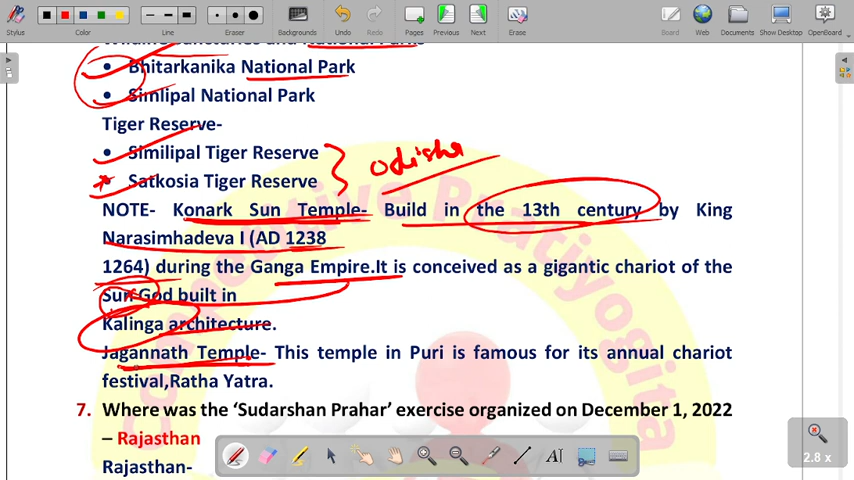 Stylus
Color
Line
Eraser
Backgrounds
Undo
Redo
Pages
Previous
Next
Erase
Board
Web
Documents
Show Desktop
OpenBoard
• Bhitarkanika National Park
• Simlipal National Park
Tiger Reserve-
• Similipal Tiger Reserve
Satkosia Tiger Reserve
odisha
NOTE- Konark Sun Temple- Build in the 13th century by King
Narasimhadeva I (AD 1238
1264) during the Ganga Empire.It is conceived as a gigantic chariot of the
Sun God built in
Kalinga architecture.
Jagannath Temple- This temple in Puri is famous for its annual chariot
festival,Ratha Yatra.
7. Where was the ‘Sudarshan Prahar’ exercise organized on December 1, 2022
– Rajasthan
Rajasthan-
2.8 x
Pratiyogita